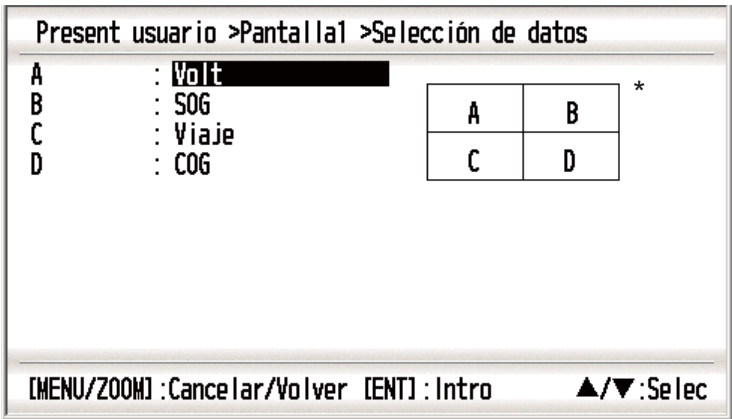 Present usuario >Pantalla1 >Selección de datos
A : Volt
B : SOG
C : Viaje
D : COG
A B *
C D
[MENU/ZOOM]:Cancelar/Volver [ENT]:Intro ▲/▼:Selec